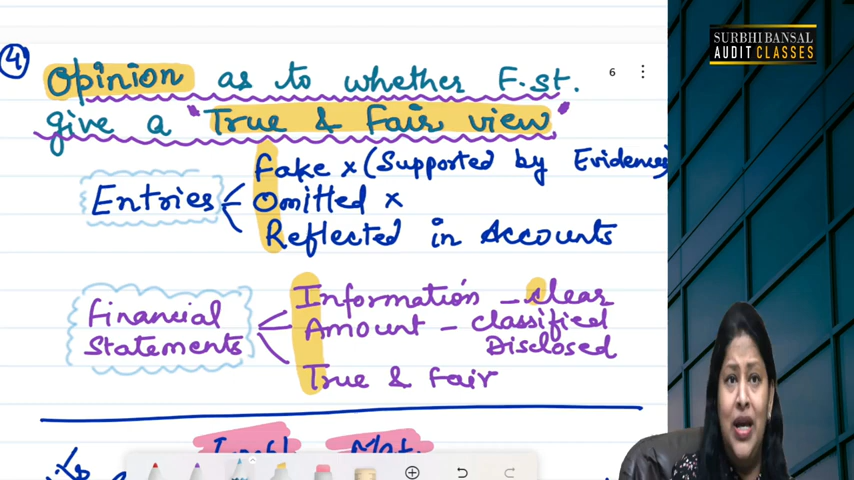 SURBHI BANSAL
AUDIT CLASSES
6
4
Opinion as to whether F.st.
give a "True & Fair view"
Entries
Fake × (Supported by Evidences)
Omitted ×
Reflected in Accounts
Financial
Statements
Information - clear
Amount - classified
Disclosed
True & fair